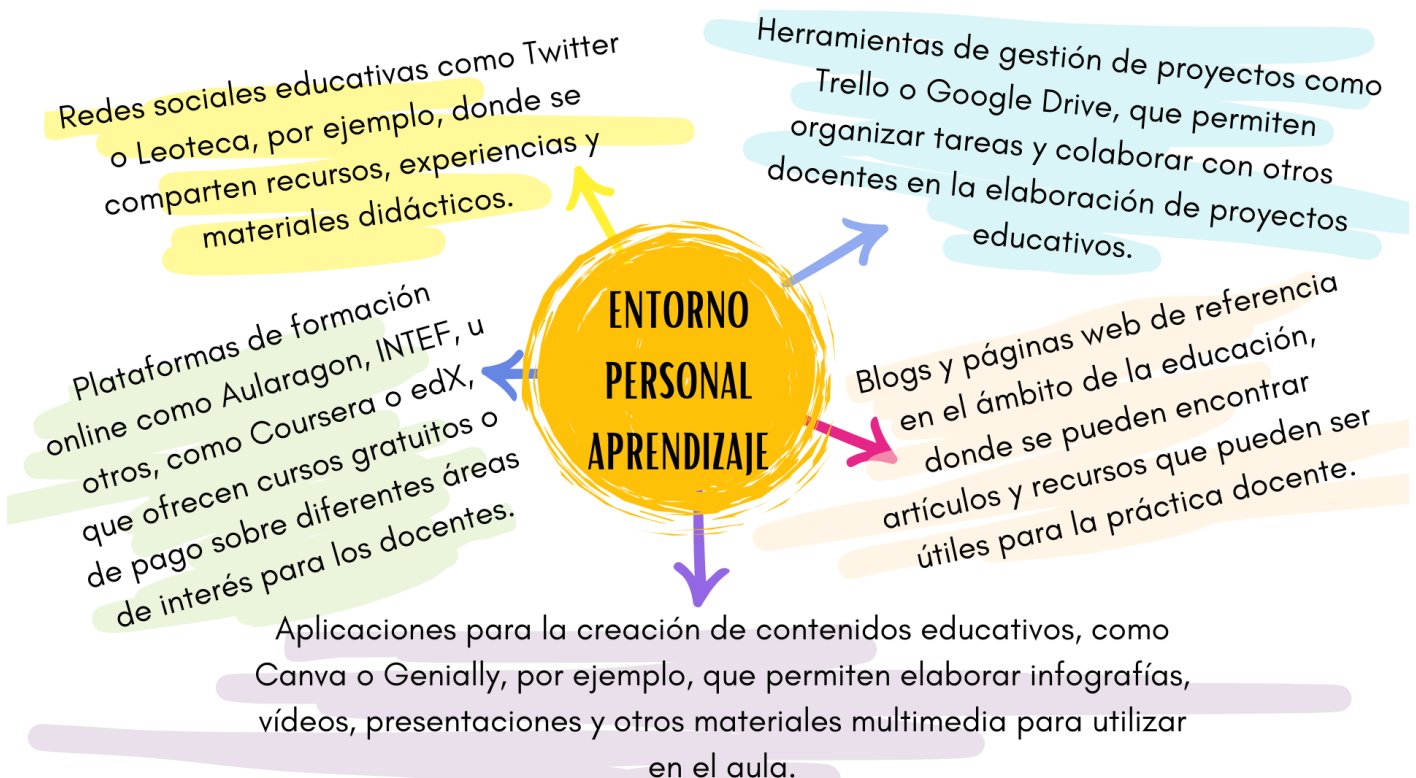 Redes sociales educativas como Twitter
o Leoteca, por ejemplo, donde se
comparten recursos, experiencias y
materiales didácticos.
Herramientas de gestión de proyectos como
Trello o Google Drive, que permiten
organizar tareas y colaborar con otros
docentes en la elaboración de proyectos
educativos.
ENTORNO
PERSONAL
APRENDIZAJE
Plataformas de formación
online como Aularagon, INTEF, u
otros, como Coursera o edX,
que ofrecen cursos gratuitos o
de pago sobre diferentes áreas
de interés para los docentes.
Blogs y páginas web de referencia
en el ámbito de la educación,
donde se pueden encontrar
artículos y recursos que pueden ser
útiles para la práctica docente.
Aplicaciones para la creación de contenidos educativos, como
Canva o Genially, por ejemplo, que permiten elaborar infografías,
vídeos, presentaciones y otros materiales multimedia para utilizar
en el aula.